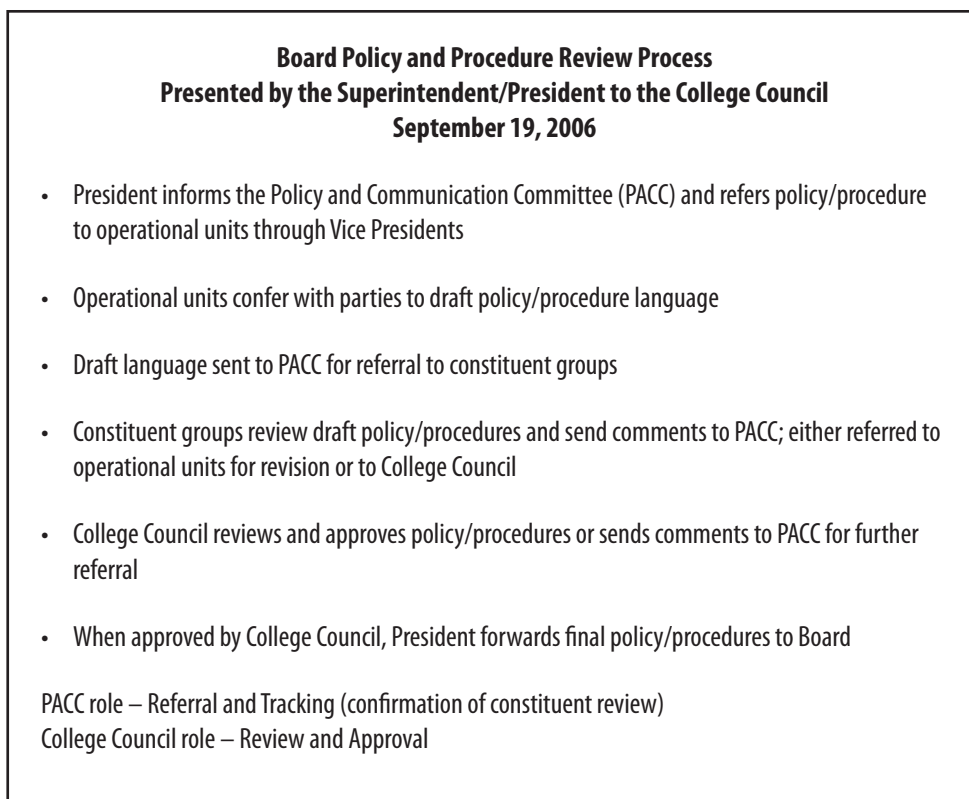 Board Policy and Procedure Review Process
Presented by the Superintendent/President to the College Council
September 19, 2006
• President informs the Policy and Communication Committee (PACC) and refers policy/procedure
to operational units through Vice Presidents
• Operational units confer with parties to draft policy/procedure language
• Draft language sent to PACC for referral to constituent groups
• Constituent groups review draft policy/procedures and send comments to PACC; either referred to
operational units for revision or to College Council
• College Council reviews and approves policy/procedures or sends comments to PACC for further
referral
• When approved by College Council, President forwards final policy/procedures to Board
PACC role – Referral and Tracking (confirmation of constituent review)
College Council role – Review and Approval